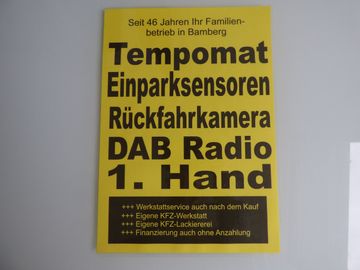 Seit 46 Jahren Ihr Familien-
betrieb in Bamberg
Tempomat
Einparksensoren
Rückfahrkamera
DAB Radio
1. Hand
+++ Werkstattservice auch nach dem Kauf
+++ Eigene KFZ-Werkstatt
+++ Eigene KFZ-Lackiererei
+++ Finanzierung auch ohne Anzahlung